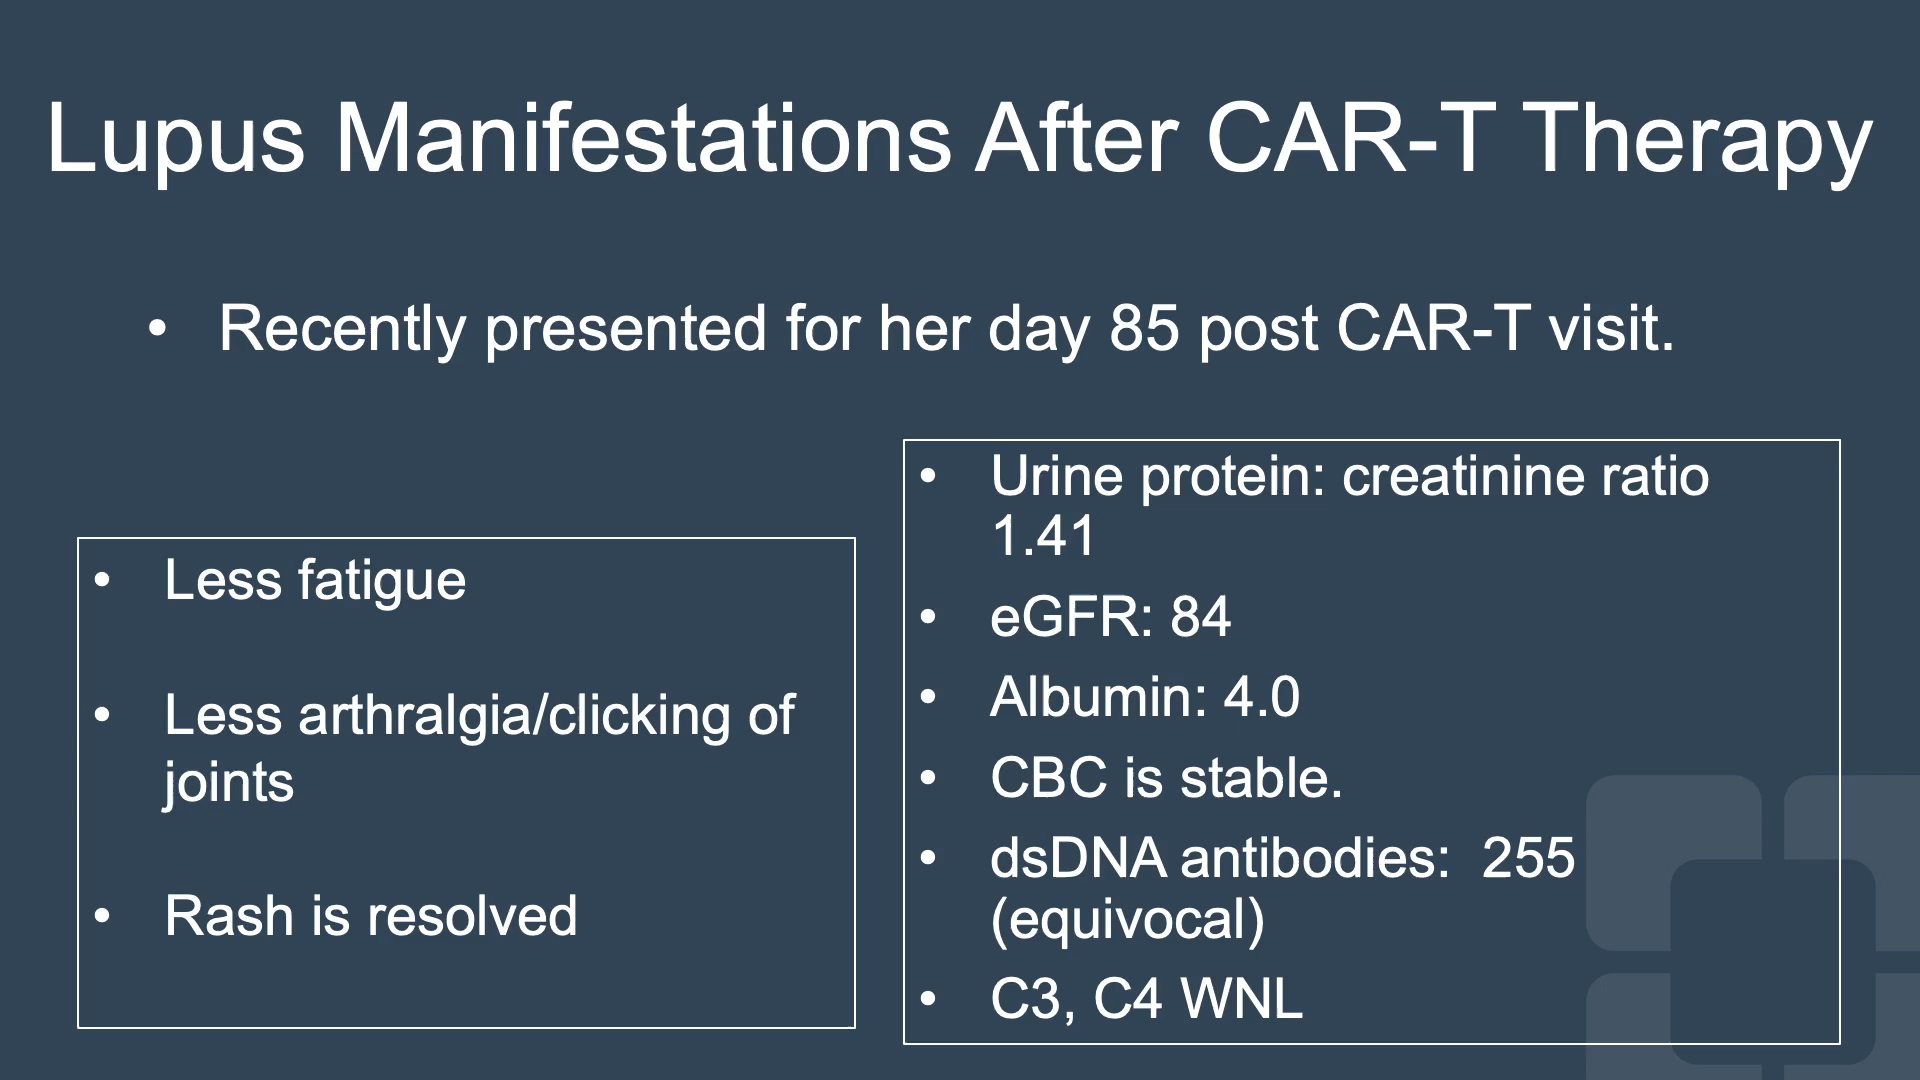 Lupus Manifestations After CAR-T Therapy
• Recently presented for her day 85 post CAR-T visit.
• Less fatigue
• Less arthralgia/clicking of
joints
• Rash is resolved
• Urine protein: creatinine ratio
1.41
• eGFR: 84
• Albumin: 4.0
• CBC is stable.
• dsDNA antibodies:  255
(equivocal)
• C3, C4 WNL